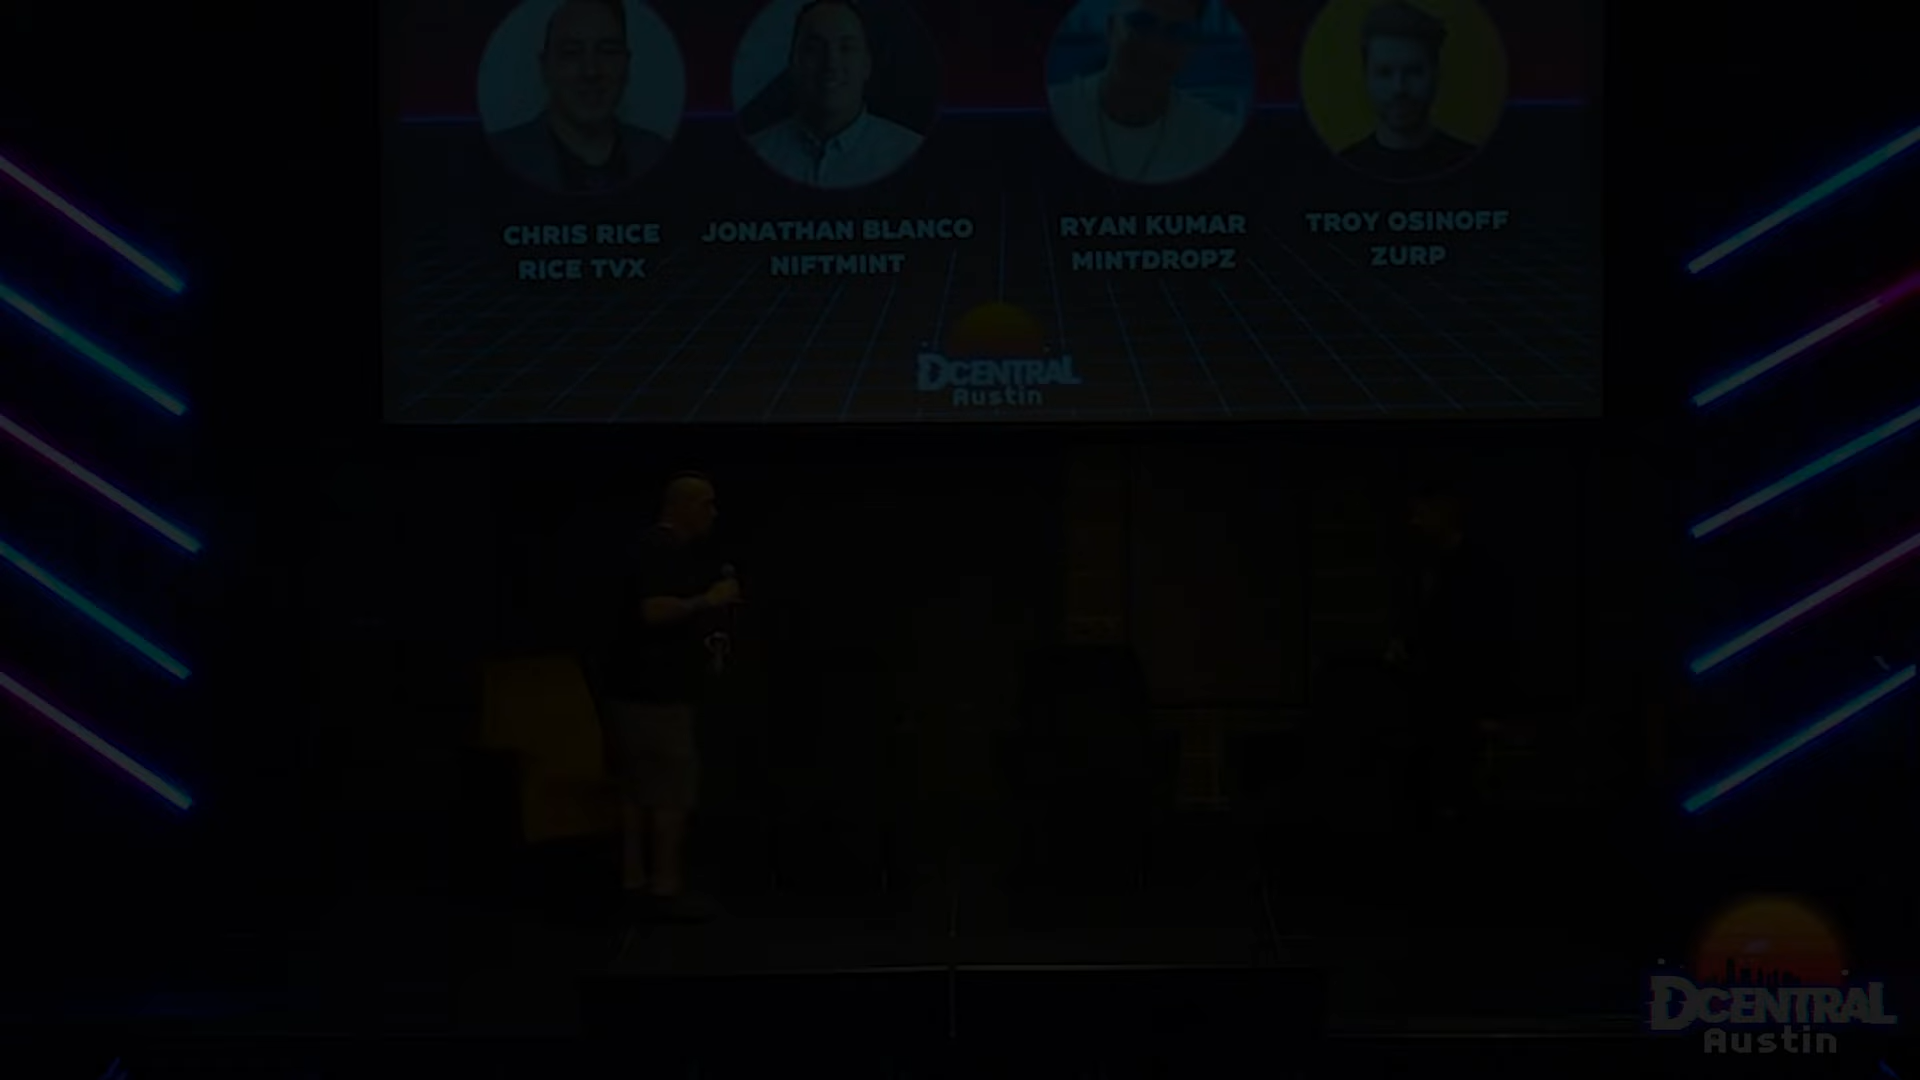 CHRIS RICE
RICE TVX
JONATHAN BLANCO
NIFTMINT
RYAN KUMAR
MINTDROPZ
TROY OSINOFF
ZURP
DCENTRAL
Austin
DCENTRAL
Austin